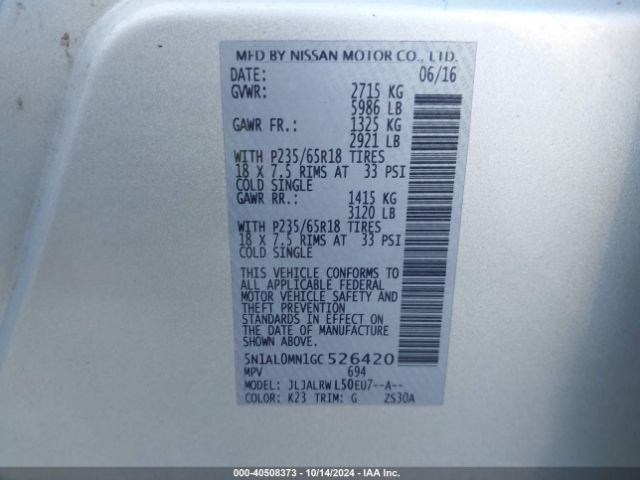 MFD BY NISSAN MOTOR CO., LTD.
DATE: 06/16
GVWR: 2715 KG
5986 LB
GAWR FR.: 1325 KG
2921 LB
WITH P235/65R18 TIRES
18 X 7.5 RIMS AT 33 PSI
COLD SINGLE
GAWR RR.: 1415 KG
3120 LB
WITH P235/65R18 TIRES
18 X 7.5 RIMS AT 33 PSI
COLD SINGLE
THIS VEHICLE CONFORMS TO
ALL APPLICABLE FEDERAL
MOTOR VEHICLE SAFETY AND
THEFT PREVENTION
STANDARDS IN EFFECT ON
THE DATE OF MANUFACTURE
SHOWN ABOVE.
5N1AL0MN1GC526420
MPV 694
MODEL: JLJALRWL50EU7--A--
COLOR: K23 TRIM: G ZS30A
000-40508373 - 10/14/2024 - IAA Inc.